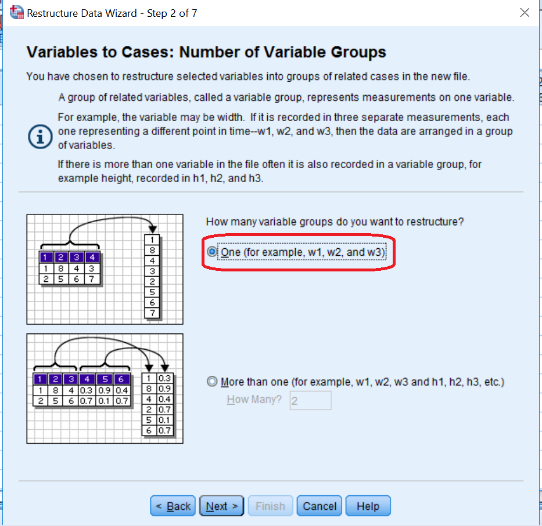 Restructure Data Wizard - Step 2 of 7
Variables to Cases: Number of Variable Groups
You have chosen to restructure selected variables into groups of related cases in the new file.
A group of related variables, called a variable group, represents measurements on one variable.
For example, the variable may be width. If it is recorded in three separate measurements, each
one representing a different point in time--w1, w2, and w3, then the data are arranged in a group
of variables.
If there is more than one variable in the file often it is also recorded in a variable group, for
example height, recorded in h1, h2, and h3.
How many variable groups do you want to restructure?
One (for example, w1, w2, and w3)
1 2 3 4
1 8 4 3
2 5 6 7
1
8
4
3
2
5
6
7
More than one (for example, w1, w2, w3 and h1, h2, h3, etc.)
How Many? 2
1 2 3 4 5 6
1 8 4 0.3 0.9 0.4
2 5 6 0.7 0.1 0.7
1 0.3
8 0.9
4 0.4
2 0.7
5 0.1
6 0.7
< Back
Next >
Finish
Cancel
Help